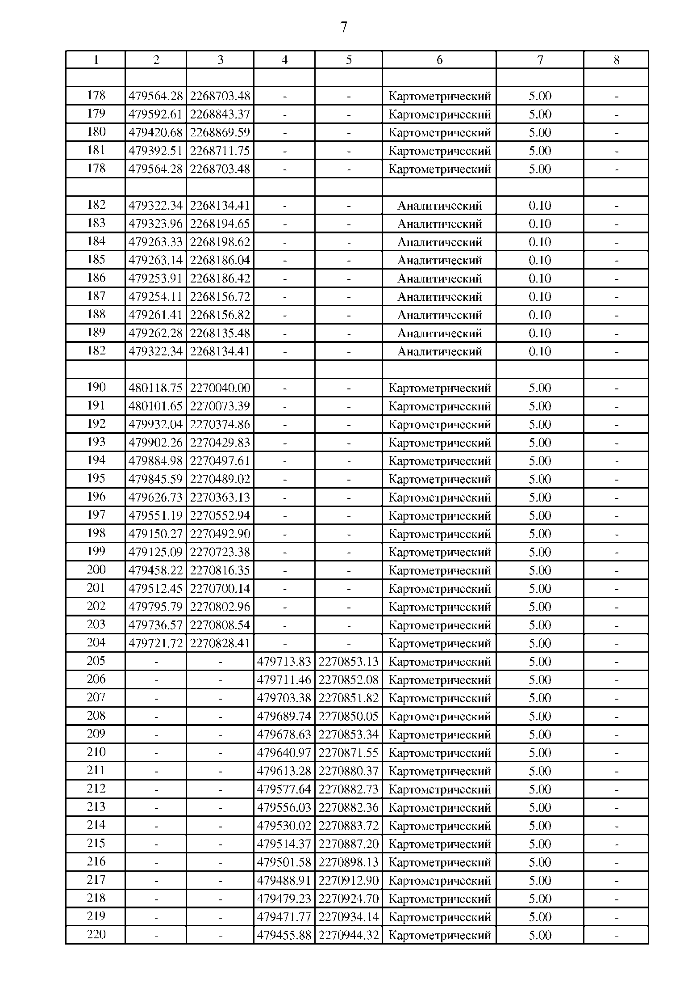 7
1 2 3 4 5 6 7 8
178 479564.28 2268703.48 - - Картометрический 5.00 -
179 479592.61 2268843.37 - - Картометрический 5.00 -
180 479420.68 2268869.59 - - Картометрический 5.00 -
181 479392.51 2268711.75 - - Картометрический 5.00 -
178 479564.28 2268703.48 - - Картометрический 5.00 -
182 479322.34 2268134.41 - - Аналитический 0.10 -
183 479323.96 2268194.65 - - Аналитический 0.10 -
184 479263.33 2268198.62 - - Аналитический 0.10 -
185 479263.14 2268186.04 - - Аналитический 0.10 -
186 479253.91 2268186.42 - - Аналитический 0.10 -
187 479254.11 2268156.72 - - Аналитический 0.10 -
188 479261.41 2268156.82 - - Аналитический 0.10 -
189 479262.28 2268135.48 - - Аналитический 0.10 -
182 479322.34 2268134.41 - - Аналитический 0.10 -
190 480118.75 2270040.00 - - Картометрический 5.00 -
191 480101.65 2270073.39 - - Картометрический 5.00 -
192 479932.04 2270374.86 - - Картометрический 5.00 -
193 479902.26 2270429.83 - - Картометрический 5.00 -
194 479884.98 2270497.61 - - Картометрический 5.00 -
195 479845.59 2270489.02 - - Картометрический 5.00 -
196 479626.73 2270363.13 - - Картометрический 5.00 -
197 479551.19 2270552.94 - - Картометрический 5.00 -
198 479150.27 2270492.90 - - Картометрический 5.00 -
199 479125.09 2270723.38 - - Картометрический 5.00 -
200 479458.22 2270816.35 - - Картометрический 5.00 -
201 479512.45 2270700.14 - - Картометрический 5.00 -
202 479795.79 2270802.96 - - Картометрический 5.00 -
203 479736.57 2270808.54 - - Картометрический 5.00 -
204 479721.72 2270828.41 - - Картометрический 5.00 -
205 - - 479713.83 2270853.13 Картометрический 5.00 -
206 - - 479711.46 2270852.08 Картометрический 5.00 -
207 - - 479703.38 2270851.82 Картометрический 5.00 -
208 - - 479689.74 2270850.05 Картометрический 5.00 -
209 - - 479678.63 2270853.34 Картометрический 5.00 -
210 - - 479640.97 2270871.55 Картометрический 5.00 -
211 - - 479613.28 2270880.37 Картометрический 5.00 -
212 - - 479577.64 2270882.73 Картометрический 5.00 -
213 - - 479556.03 2270882.36 Картометрический 5.00 -
214 - - 479530.02 2270883.72 Картометрический 5.00 -
215 - - 479514.37 2270887.20 Картометрический 5.00 -
216 - - 479501.58 2270898.13 Картометрический 5.00 -
217 - - 479488.91 2270912.90 Картометрический 5.00 -
218 - - 479479.23 2270924.70 Картометрический 5.00 -
219 - - 479471.77 2270934.14 Картометрический 5.00 -
220 - - 479455.88 2270944.32 Картометрический 5.00 -